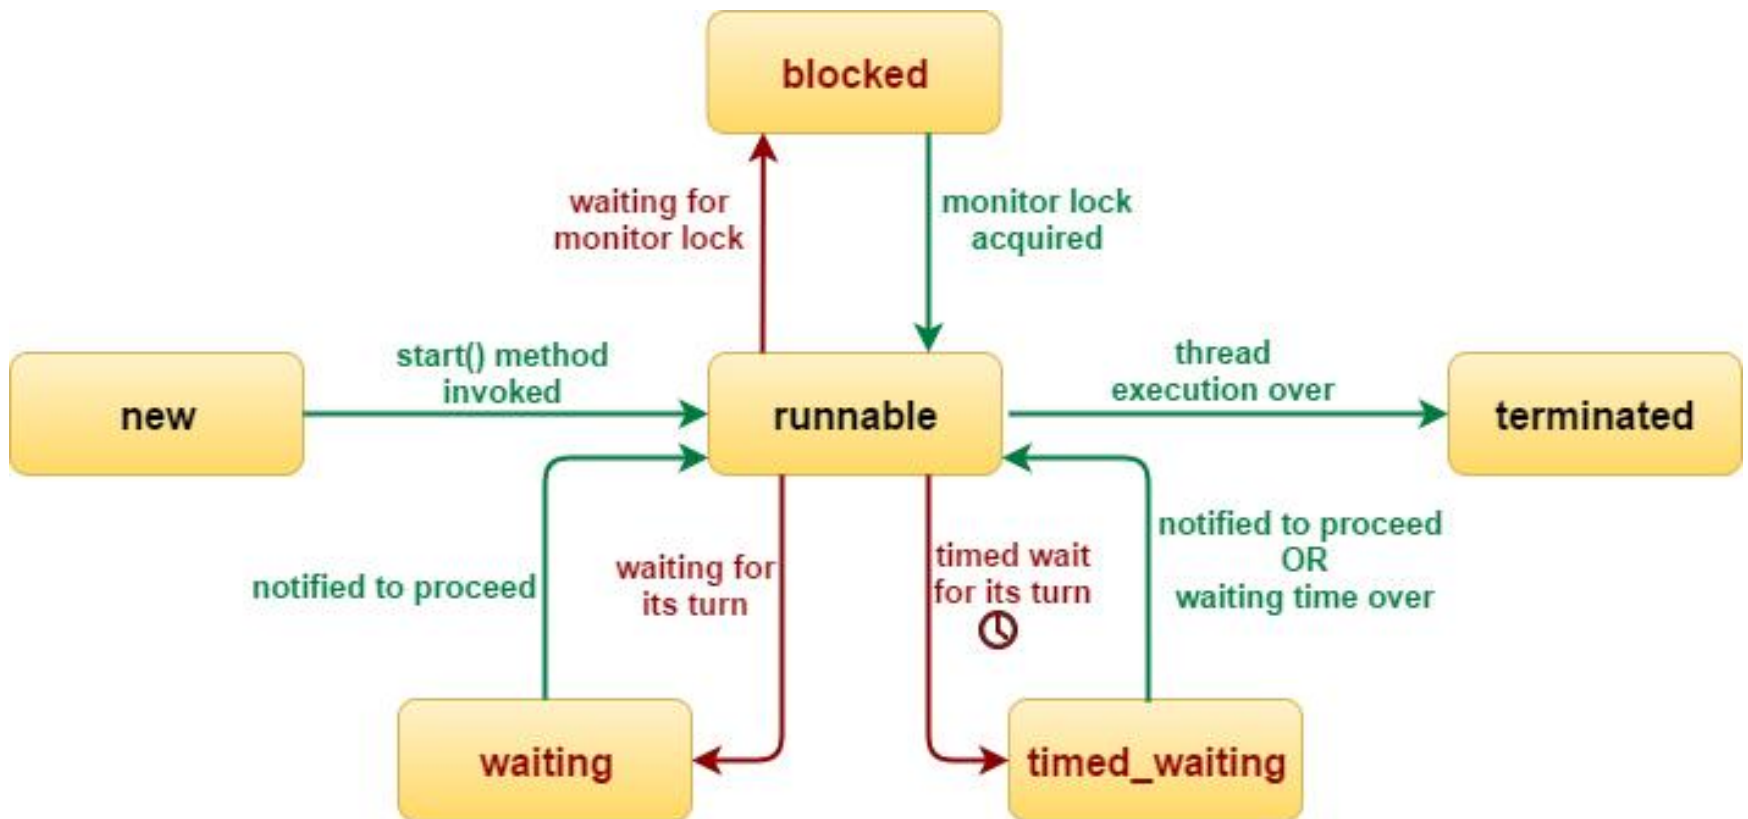 blocked
waiting for
monitor lock
monitor lock
acquired
start() method
invoked
thread
execution over
new
runnable
terminated
notified to proceed
waiting for
its turn
timed wait
for its turn
notified to proceed
OR
waiting time over
waiting
timed_waiting